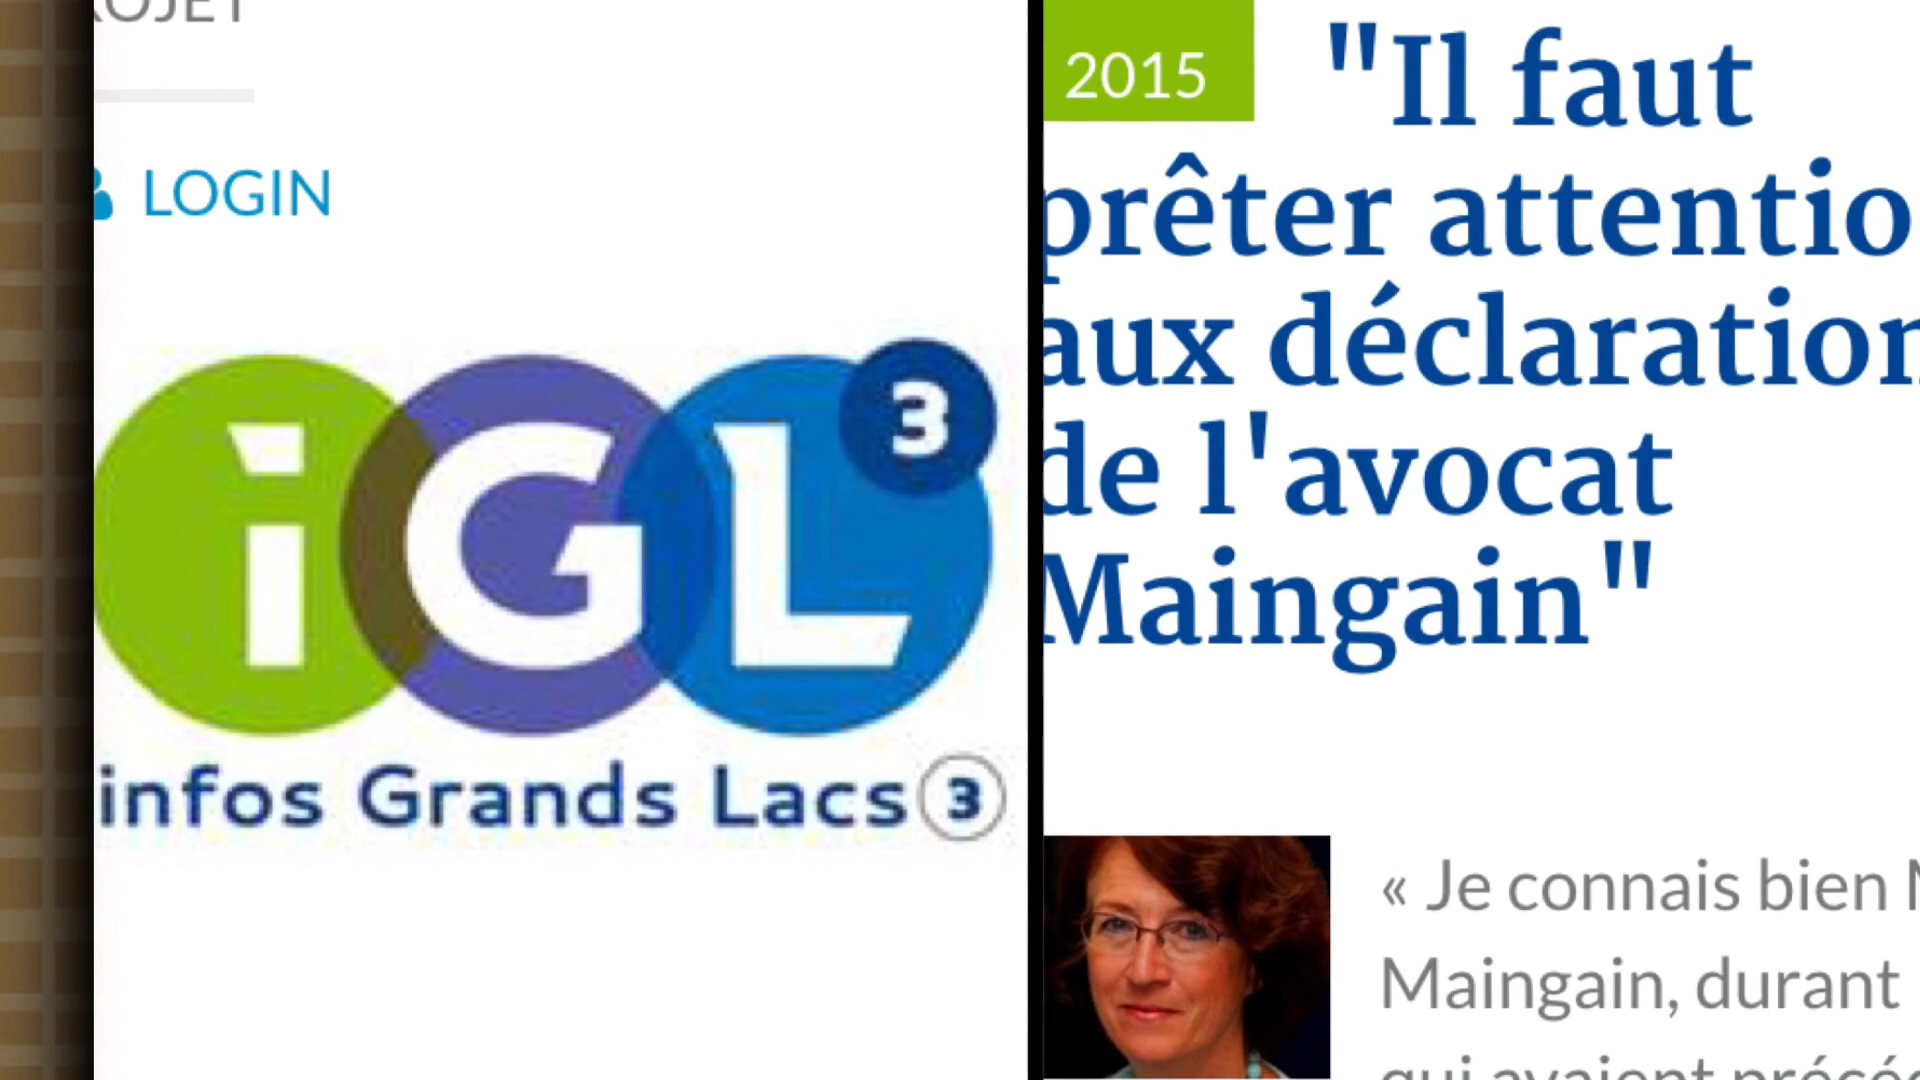 LOGIN
iGL 3
infos Grands Lacs 3
2015
"Il faut
prêter attentio
aux déclaration
de l'avocat
Maingain"
« Je connais bien
Maingain, durant